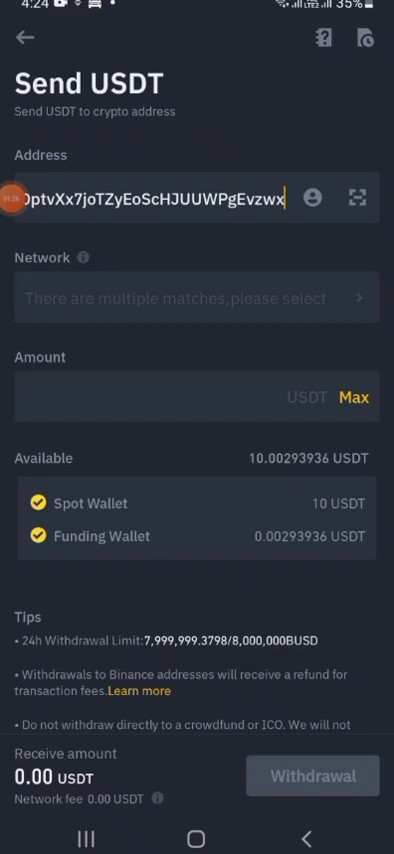 4:24
35%
Send USDT
Send USDT to crypto address
Address
01:26
ptvXx7joTZyEoScHJUUWPgEvzwx
Network
There are multiple matches,please select
Amount
USDT Max
Available 10.00293936 USDT
Spot Wallet 10 USDT
Funding Wallet 0.00293936 USDT
Tips
• 24h Withdrawal Limit:7,999,999.3798/8,000,000BUSD
• Withdrawals to Binance addresses will receive a refund for
transaction fees.Learn more
• Do not withdraw directly to a crowdfund or ICO. We will not
Receive amount
0.00 USDT
Withdrawal
Network fee 0.00 USDT